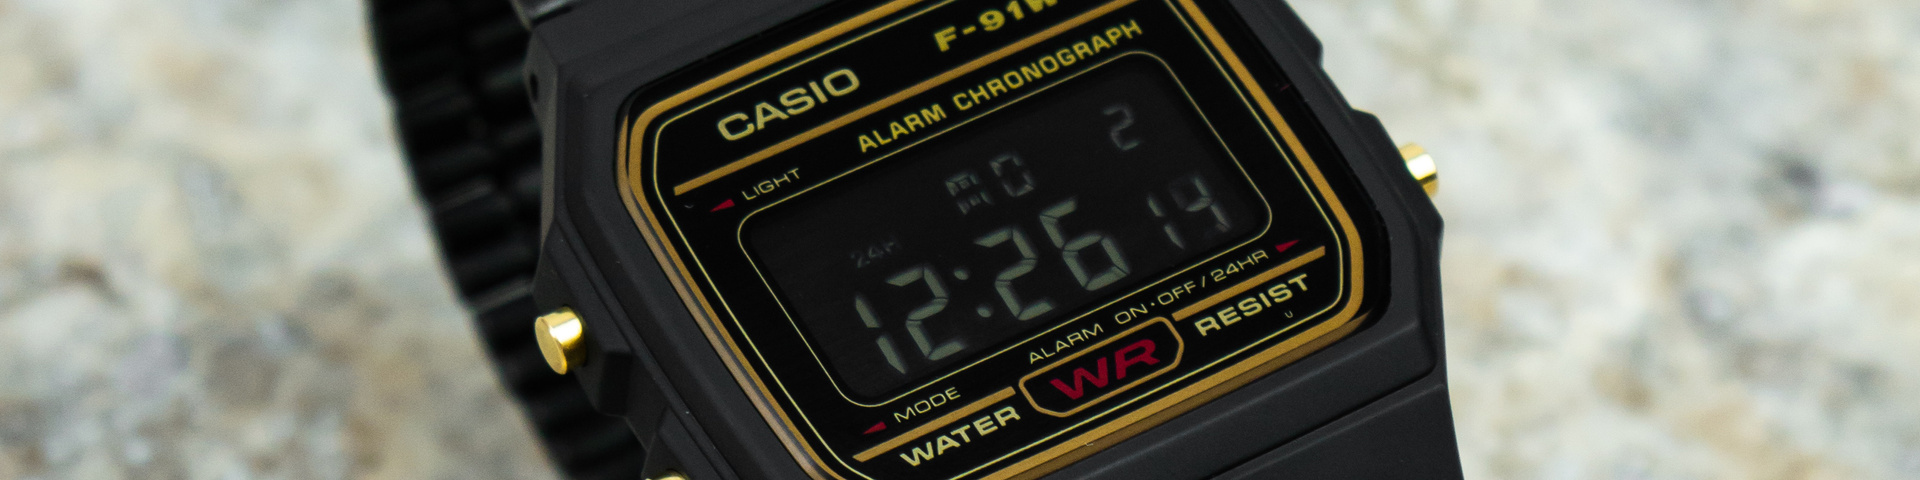 F-91W
CASIO
ALARM CHRONOGRAPH
LIGHT
MO 2
24H
12:26 14
ALARM ON·OFF/24HR
MODE
WATER WR RESIST